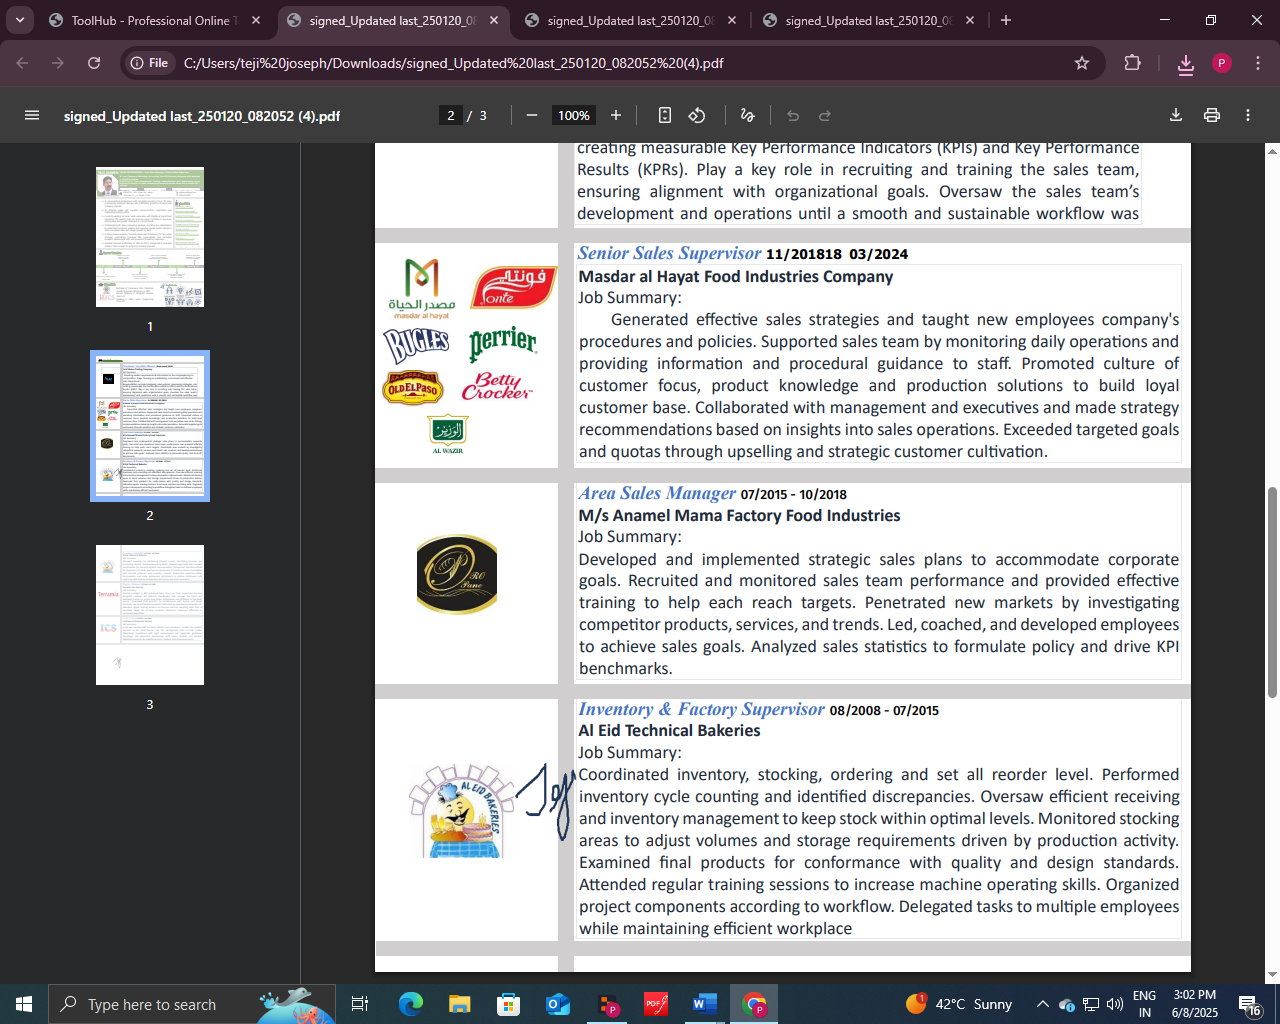 ToolHub - Professional Online T
signed_Updated last_250120_08
signed_Updated last_250120_082
signed_Updated last_250120_082
File
C:/Users/teji%20joseph/Downloads/signed_Updated%20last_250120_082052%20(4).pdf
P
signed_Updated last_250120_082052 (4).pdf
2 / 3
100%
1
2
3
creating measurable Key Performance Indicators (KPIs) and Key Performance
Results (KPRs). Play a key role in recruiting and training the sales team,
ensuring alignment with organizational goals. Oversaw the sales team's
development and operations until a smooth and sustainable workflow was
Senior Sales Supervisor 11/201818 03/2024
Masdar al Hayat Food Industries Company
Job Summary:
Generated effective sales strategies and taught new employees company's
procedures and policies. Supported sales team by monitoring daily operations and
providing information and procedural guidance to staff. Promoted culture of
customer focus, product knowledge and production solutions to build loyal
customer base. Collaborated with management and executives and made strategy
recommendations based on insights into sales operations. Exceeded targeted goals
and quotas through upselling and strategic customer cultivation.
مصدر الحياة
masdar al hayat
فونتي
Fonte
BUGLES
perrier
OLD EL PASO
Betty
Crocker
الوزير
AL WAZIR
Area Sales Manager 07/2015 - 10/2018
M/s Anamel Mama Factory Food Industries
Job Summary:
Developed and implemented strategic sales plans to accommodate corporate
goals. Recruited and monitored sales team performance and provided effective
training to help each reach targets. Penetrated new markets by investigating
competitor products, services, and trends. Led, coached, and developed employees
to achieve sales goals. Analyzed sales statistics to formulate policy and drive KPI
benchmarks.
PRO
Pane
Inventory & Factory Supervisor 08/2008 - 07/2015
Al Eid Technical Bakeries
Job Summary:
Coordinated inventory, stocking, ordering and set all reorder level. Performed
inventory cycle counting and identified discrepancies. Oversaw efficient receiving
and inventory management to keep stock within optimal levels. Monitored stocking
areas to adjust volumes and storage requirements driven by production activity.
Examined final products for conformance with quality and design standards.
Attended regular training sessions to increase machine operating skills. Organized
project components according to workflow. Delegated tasks to multiple employees
while maintaining efficient workplace
AL EID BAKERIES
Type here to search
42°C Sunny
ENG
IN
3:02 PM
6/8/2025
16